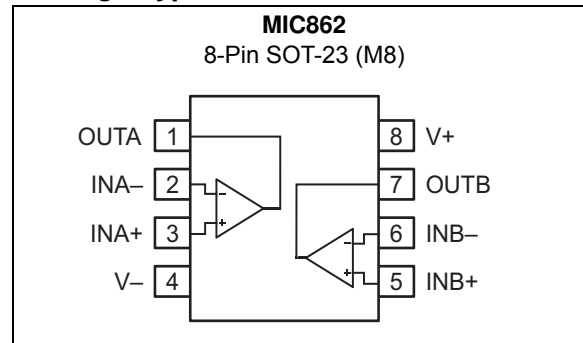 MIC862
8-Pin SOT-23 (M8)
OUTA 1
8 V+
INA– 2
7 OUTB
INA+ 3
6 INB–
V– 4
5 INB+
–
+
–
+